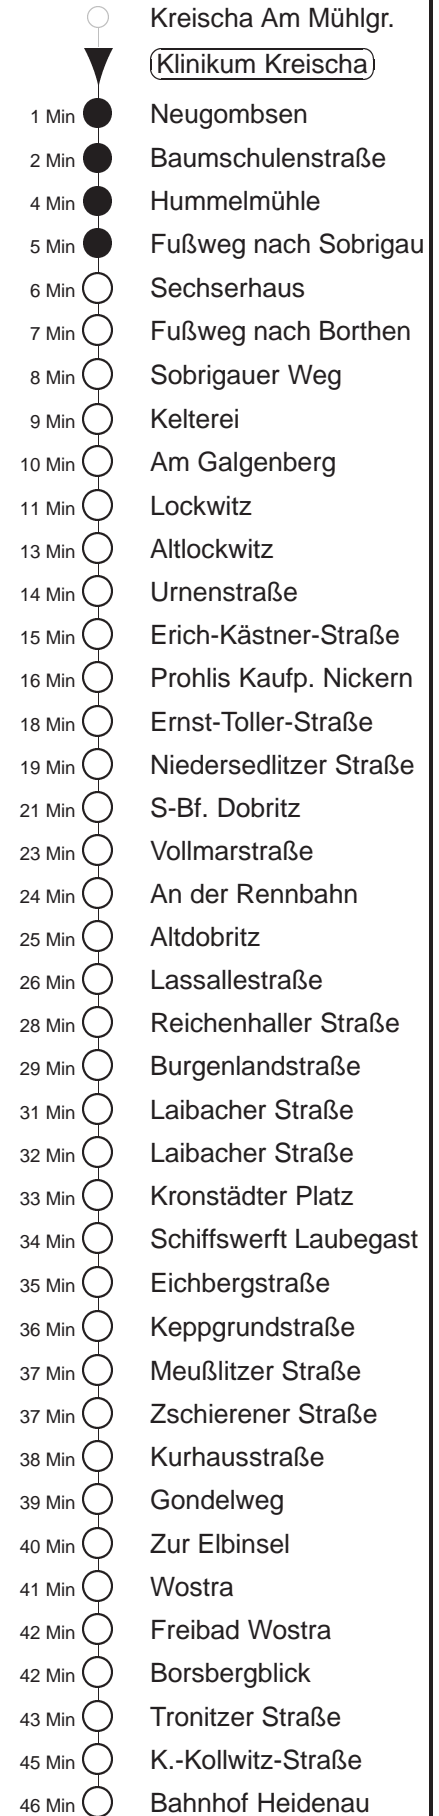 Kreischa Am Mühlgr.
Klinikum Kreischa
1 Min Neugombsen
2 Min Baumschulenstraße
4 Min Hummelmühle
5 Min Fußweg nach Sobrigau
6 Min Sechserhaus
7 Min Fußweg nach Borthen
8 Min Sobrigauer Weg
9 Min Kelterei
10 Min Am Galgenberg
11 Min Lockwitz
13 Min Altlockwitz
14 Min Urnenstraße
15 Min Erich-Kästner-Straße
16 Min Prohlis Kaufp. Nickern
18 Min Ernst-Toller-Straße
19 Min Niedersedlitzer Straße
21 Min S-Bf. Dobritz
23 Min Vollmarstraße
24 Min An der Rennbahn
25 Min Altdobritz
26 Min Lassallestraße
28 Min Reichenhaller Straße
29 Min Burgenlandstraße
31 Min Laibacher Straße
32 Min Laibacher Straße
33 Min Kronstädter Platz
34 Min Schiffswerft Laubegast
35 Min Eichbergstraße
36 Min Keppgrundstraße
37 Min Meußlitzer Straße
37 Min Zschierener Straße
38 Min Kurhausstraße
39 Min Gondelweg
40 Min Zur Elbinsel
41 Min Wostra
42 Min Freibad Wostra
42 Min Borsbergblick
43 Min Tronitzer Straße
45 Min K.-Kollwitz-Straße
46 Min Bahnhof Heidenau